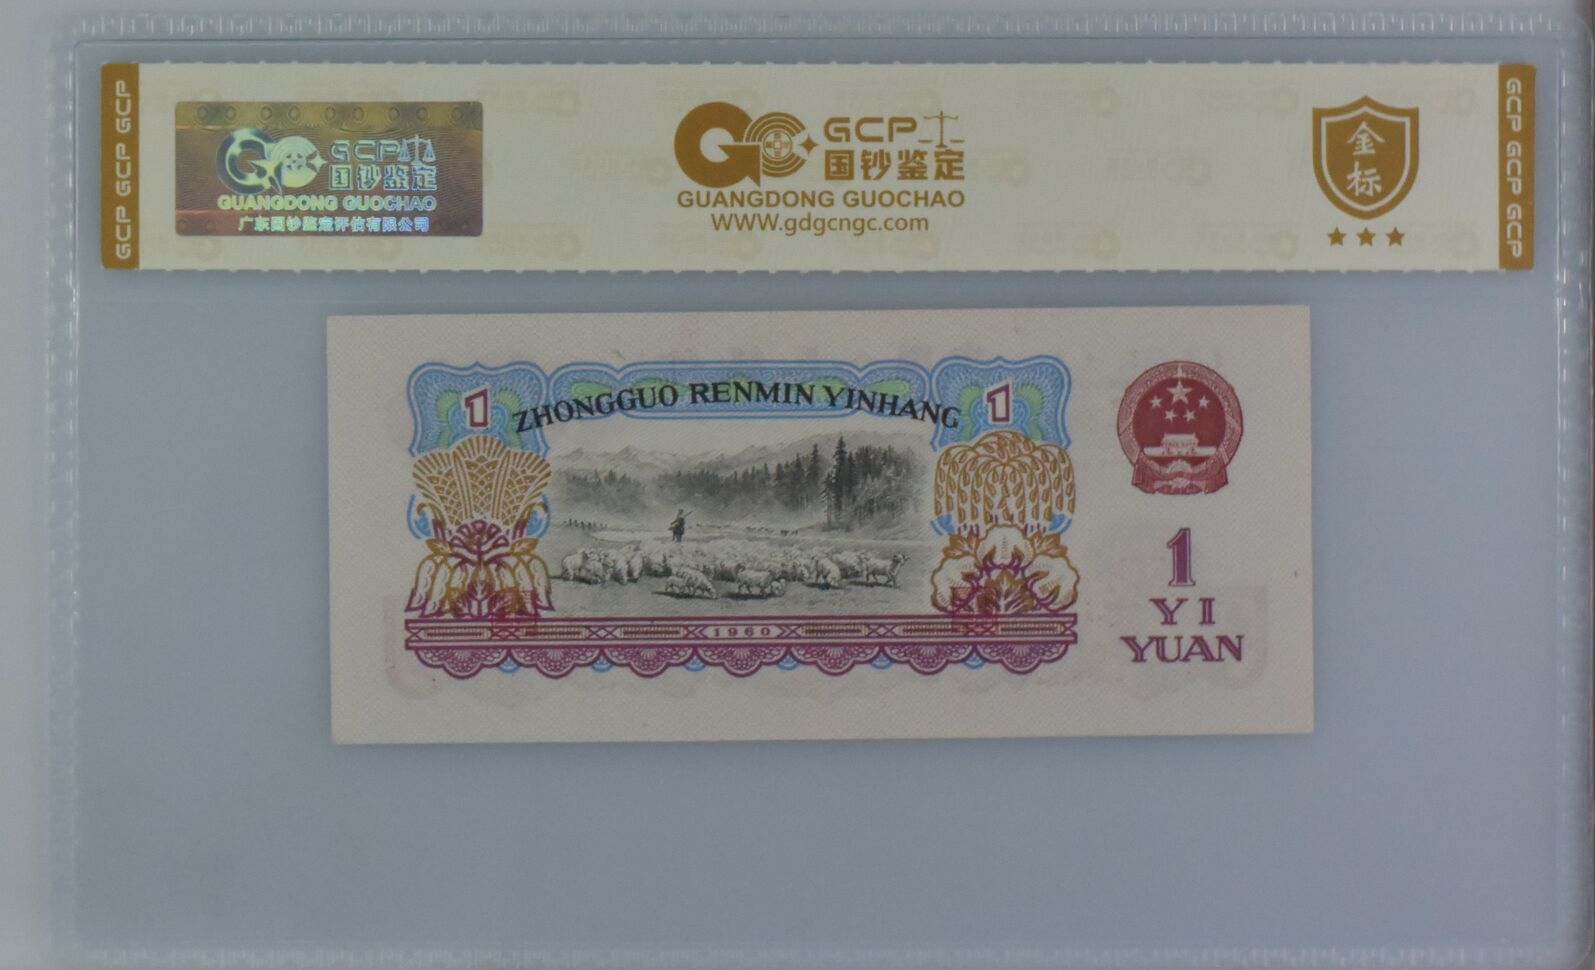 GCP GCP GCP
GCP
国钞鉴定
GUANGDONG GUOCHAO
广东国钞鉴定评估有限公司
GCP
国钞鉴定
GUANGDONG GUOCHAO
WWW.gdgcngc.com
金
标
GCP GCP GCP GCP
1
ZHONGGUO RENMIN YINHANG
1
1960
1
YI
YUAN